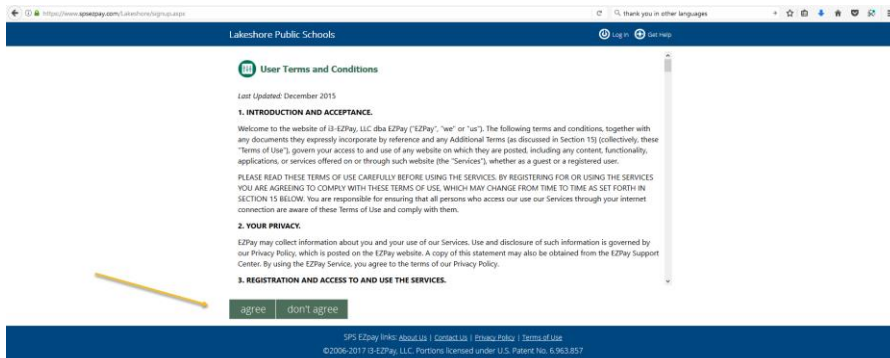 https://www.spsezpay.com/Lakeshore/signup.aspx
thank you in other languages
Lakeshore Public Schools
Log In
Get Help
User Terms and Conditions
Last Updated: December 2015
1. INTRODUCTION AND ACCEPTANCE.
Welcome to the website of i3-EZPay, LLC dba EZPay ("EZPay", "we" or "us"). The following terms and conditions, together with
any documents they expressly incorporate by reference and any Additional Terms (as discussed in Section 15) (collectively, these
"Terms of Use"), govern your access to and use of any website on which they are posted, including any content, functionality,
applications, or services offered on or through such website (the "Services"), whether as a guest or a registered user.
PLEASE READ THESE TERMS OF USE CAREFULLY BEFORE USING THE SERVICES. BY REGISTERING FOR OR USING THE SERVICES
YOU ARE AGREEING TO COMPLY WITH THESE TERMS OF USE, WHICH MAY CHANGE FROM TIME TO TIME AS SET FORTH IN
SECTION 15 BELOW. You are responsible for ensuring that all persons who access our use our Services through your internet
connection are aware of these Terms of Use and comply with them.
2. YOUR PRIVACY.
EZPay may collect information about you and your use of our Services. Use and disclosure of such information is governed by
our Privacy Policy, which is posted on the EZPay website. A copy of this statement may also be obtained from the EZPay Support
Center. By using the EZPay Service, you agree to the terms of our Privacy Policy.
3. REGISTRATION AND ACCESS TO AND USE THE SERVICES.
agree
don't agree
SPS EZpay links: About Us | Contact Us | Privacy Policy | Terms of Use
©2006-2017 i3-EZPay, LLC. Portions licensed under U.S. Patent No. 6,963,857